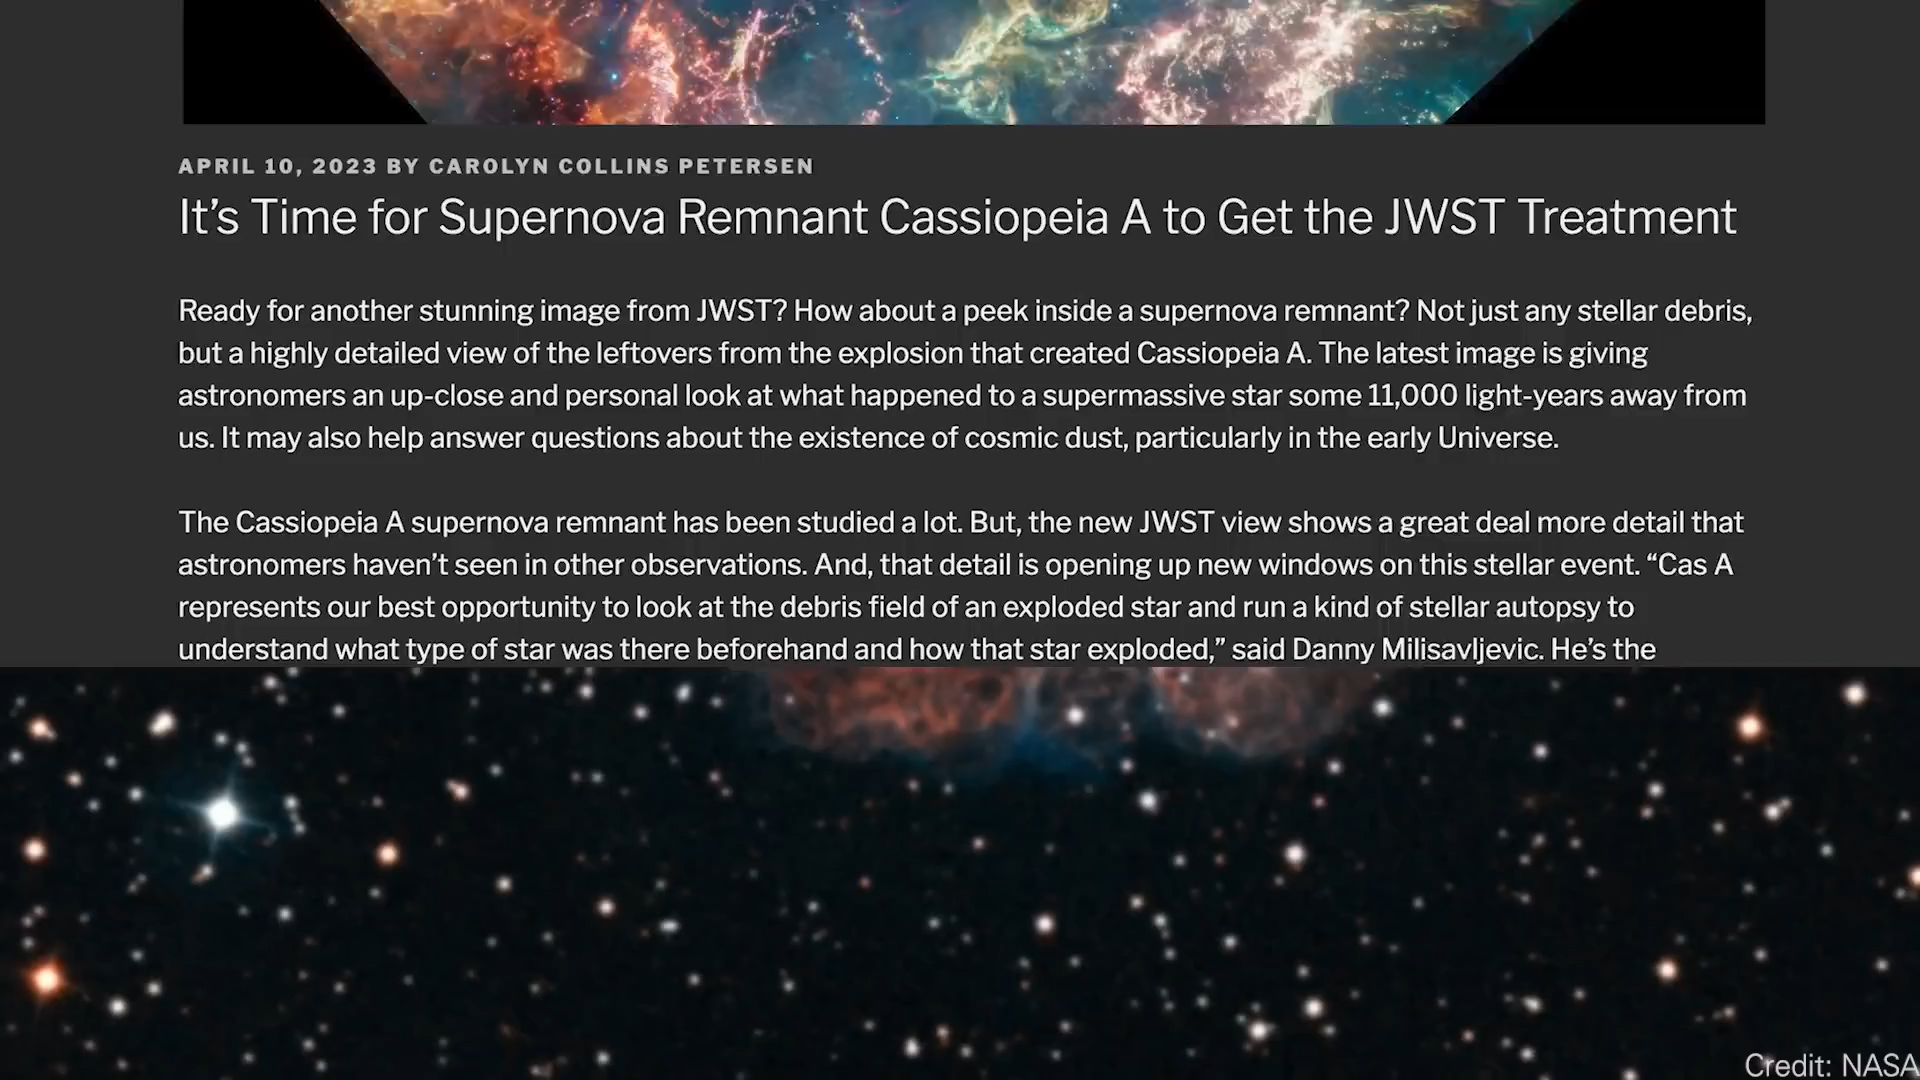 APRIL 10, 2023 BY CAROLYN COLLINS PETERSEN
It’s Time for Supernova Remnant Cassiopeia A to Get the JWST Treatment
Ready for another stunning image from JWST? How about a peek inside a supernova remnant? Not just any stellar debris,
but a highly detailed view of the leftovers from the explosion that created Cassiopeia A. The latest image is giving
astronomers an up-close and personal look at what happened to a supermassive star some 11,000 light-years away from
us. It may also help answer questions about the existence of cosmic dust, particularly in the early Universe.
The Cassiopeia A supernova remnant has been studied a lot. But, the new JWST view shows a great deal more detail that
astronomers haven’t seen in other observations. And, that detail is opening up new windows on this stellar event. “Cas A
represents our best opportunity to look at the debris field of an exploded star and run a kind of stellar autopsy to
understand what type of star was there beforehand and how that star exploded,” said Danny Milisavljevic. He’s the
Credit: NASA